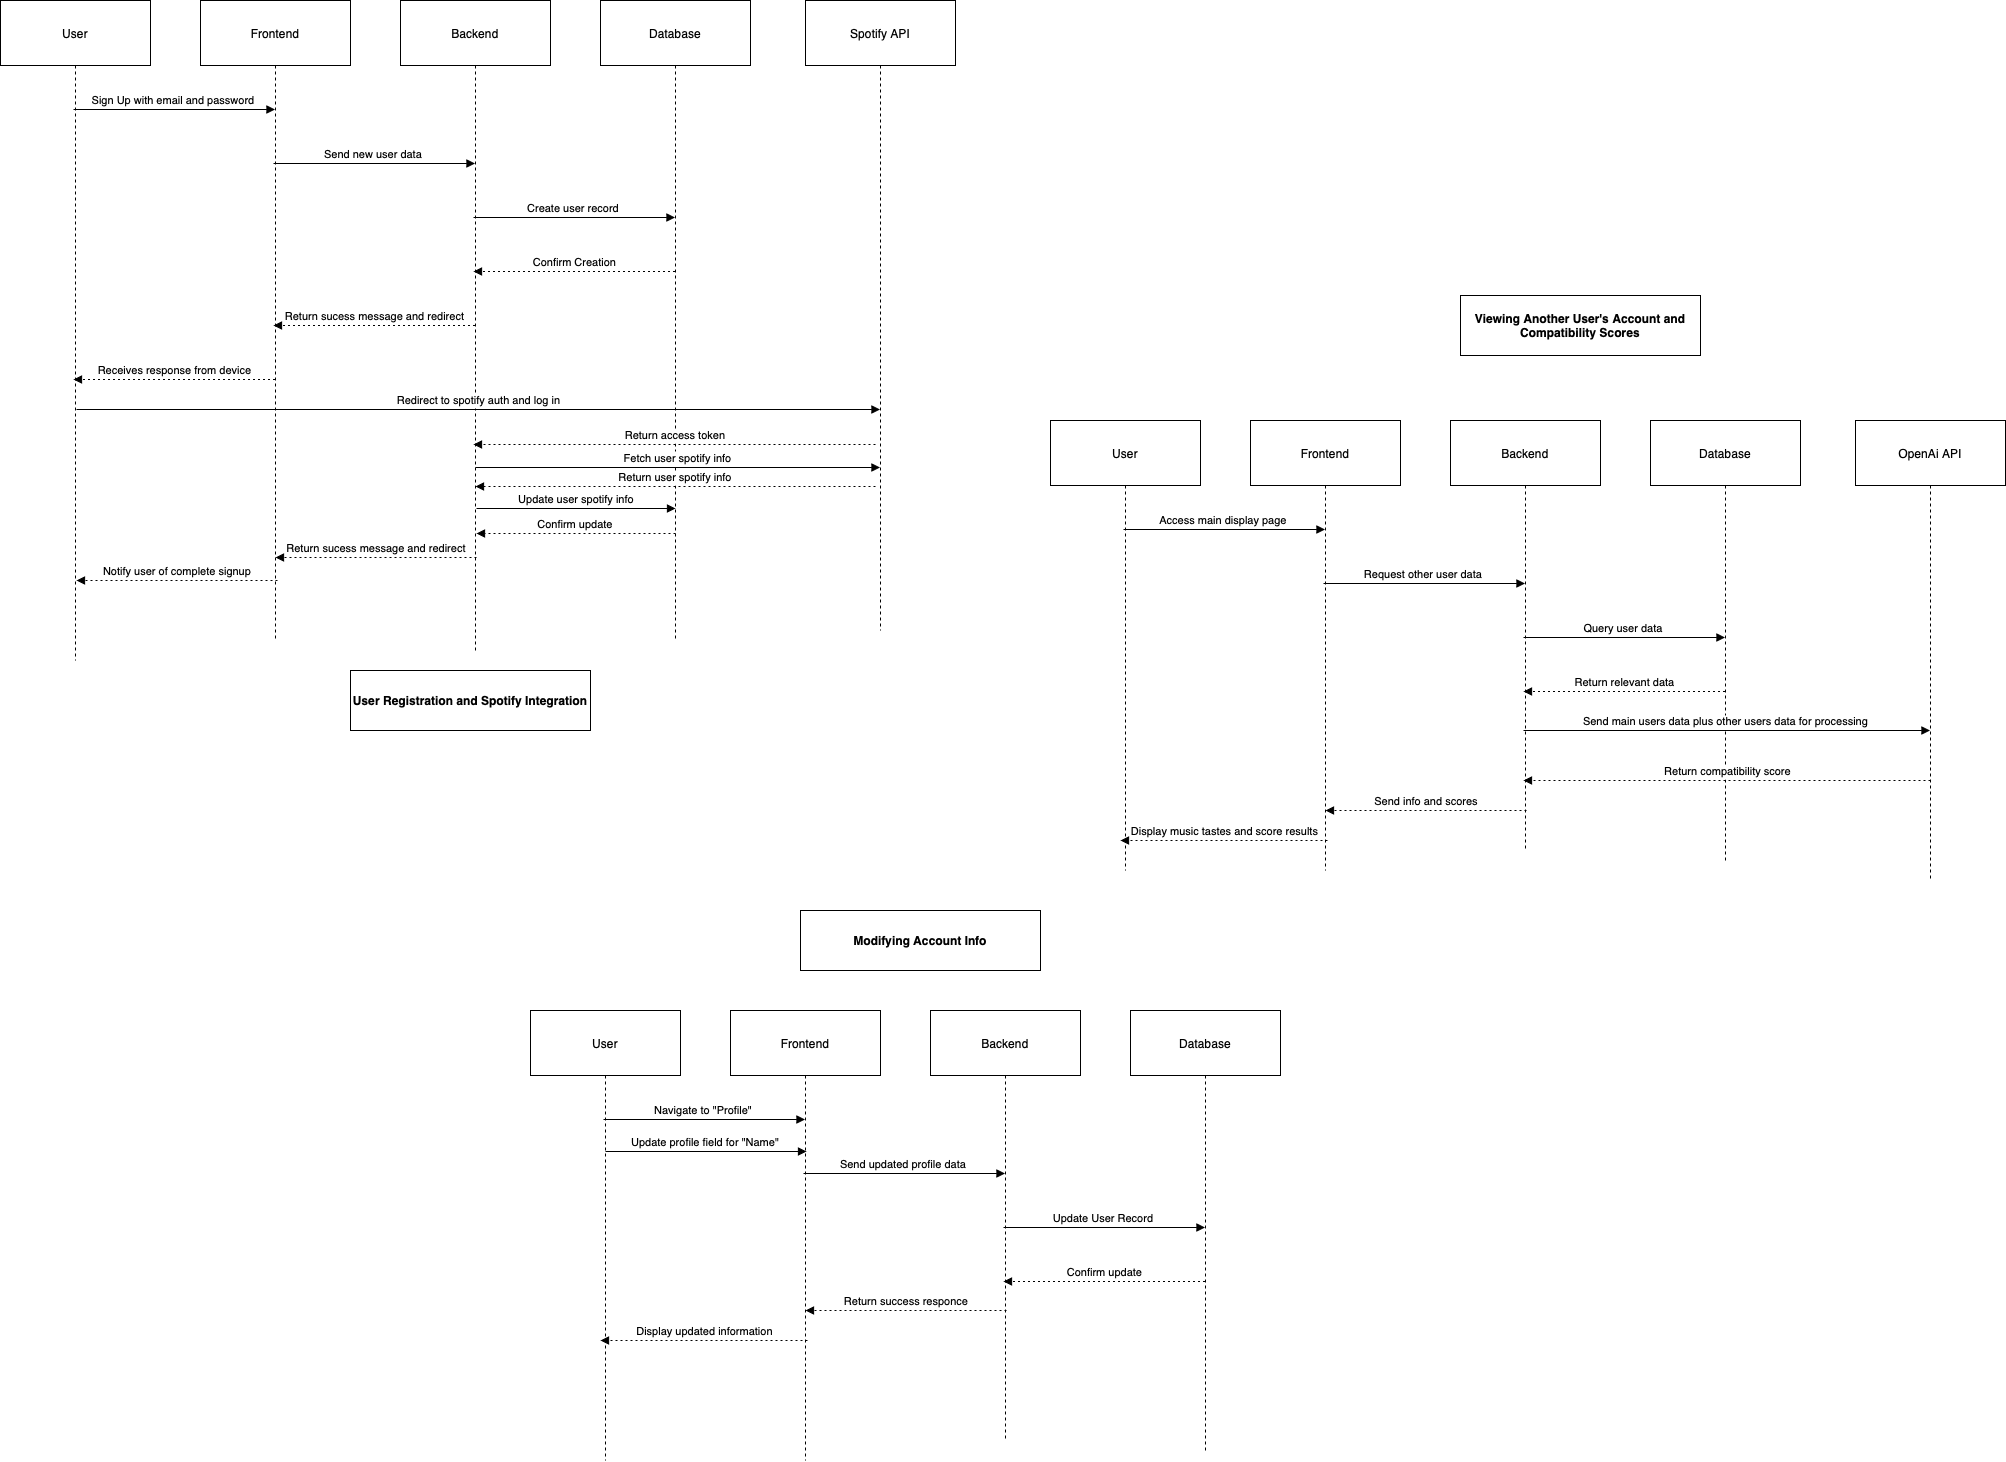 User
Frontend
Backend
Database
Spotify API
Sign Up with email and password
Send new user data
Create user record
Confirm Creation
Return sucess message and redirect
Receives response from device
Redirect to spotify auth and log in
Return access token
Fetch user spotify info
Return user spotify info
Update user spotify info
Confirm update
Return sucess message and redirect
Notify user of complete signup
User Registration and Spotify Integration
Viewing Another User's Account and
Compatibility Scores
User
Frontend
Backend
Database
OpenAi API
Access main display page
Request other user data
Query user data
Return relevant data
Send main users data plus other users data for processing
Return compatibility score
Send info and scores
Display music tastes and score results
Modifying Account Info
User
Frontend
Backend
Database
Navigate to "Profile"
Update profile field for "Name"
Send updated profile data
Update User Record
Confirm update
Return success responce
Display updated information